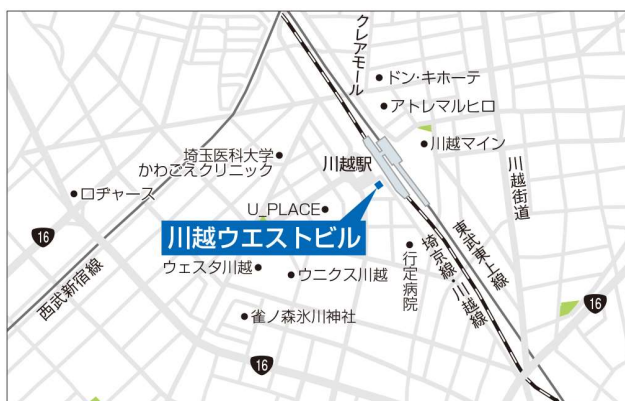 クレアモール
ドン・キホーテ
アトレマルヒロ
川越マイン
川越街道
埼玉医科大学
かわごえクリニック
川越駅
ロヂャース
U_PLACE
川越ウエストビル
16
西武新宿線
ウェスタ川越
ウニクス川越
行定病院
埼京線・川越線
東武東上線
16
雀ノ森氷川神社
16